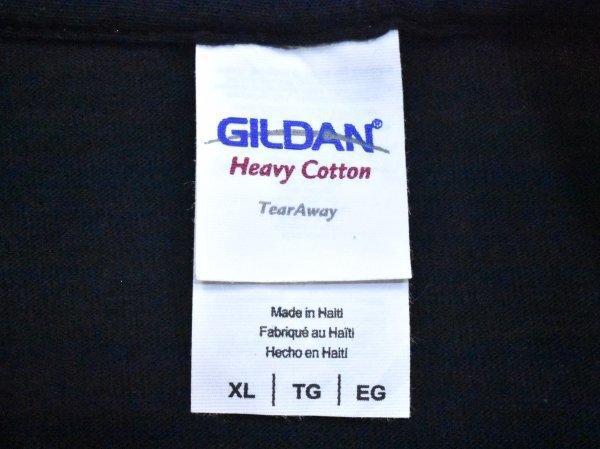 GILDAN®
Heavy Cotton
TearAway
Made in Haiti
Fabriqué au Haïti
Hecho en Haití
XL | TG | EG